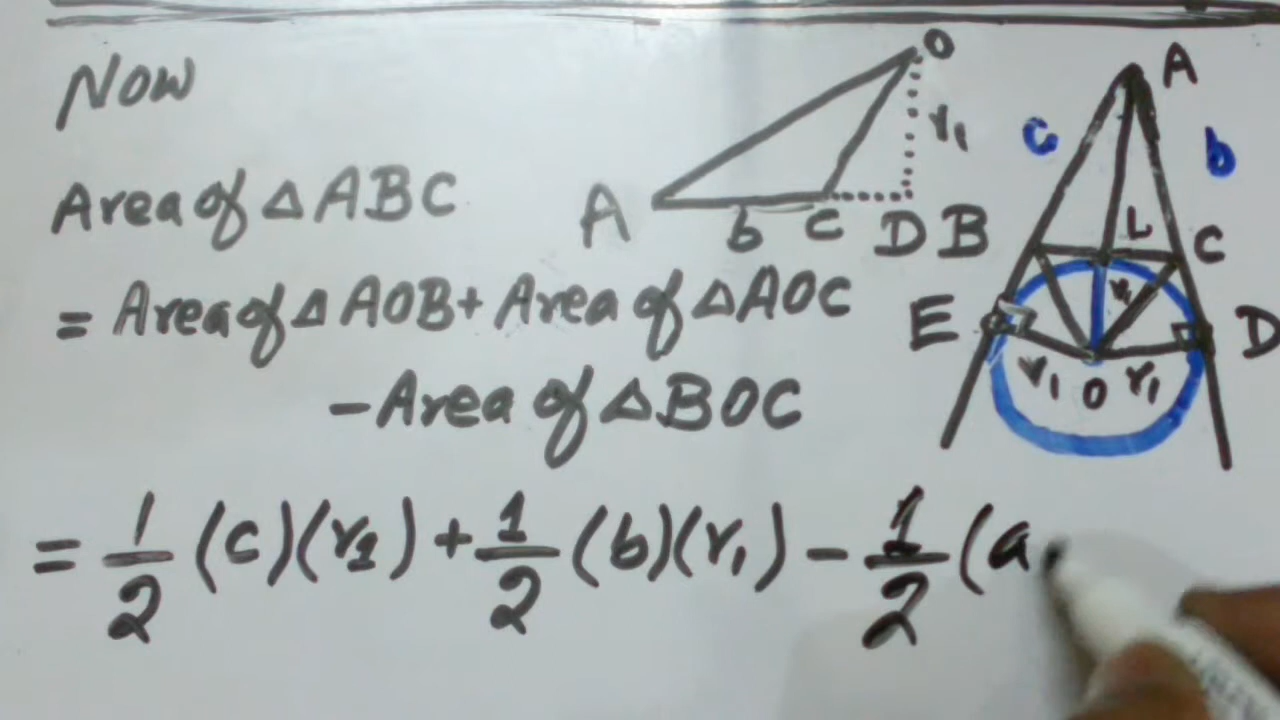 Now
Area of △ABC
= Area of △AOB + Area of △AOC
- Area of △BOC
= 1/2 (c)(r1) + 1/2 (b)(r1) - 1/2 (a
O
r1
A
b
C
D
A
c
b
B
L
C
r1
E
D
r1
O
r1